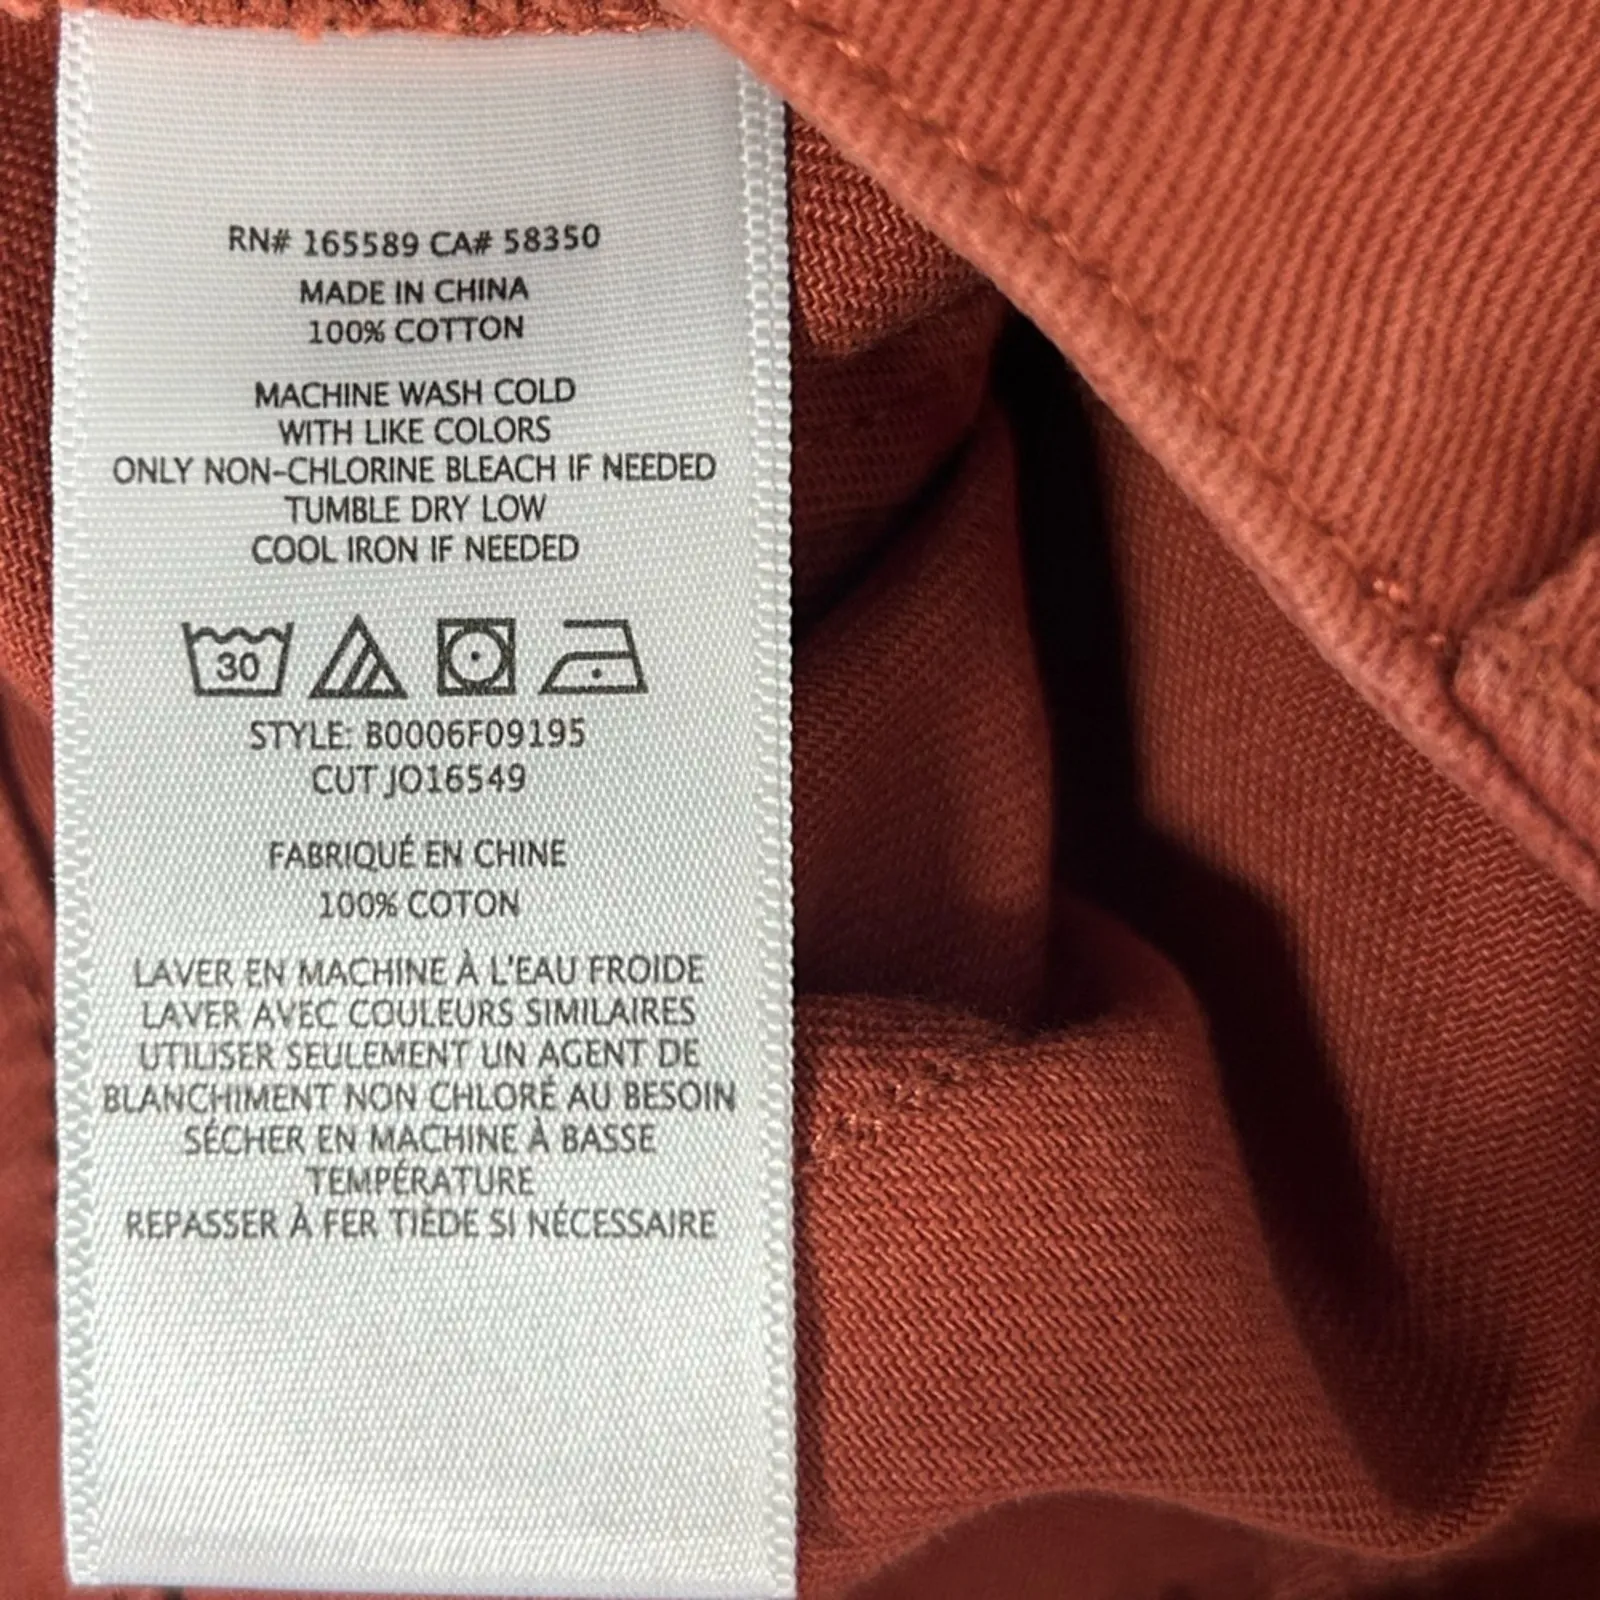 RN# 165589 CA# 58350
MADE IN CHINA
100% COTTON
MACHINE WASH COLD
WITH LIKE COLORS
ONLY NON-CHLORINE BLEACH IF NEEDED
TUMBLE DRY LOW
COOL IRON IF NEEDED
30
STYLE: B0006F09195
CUT JO16549
FABRIQUÉ EN CHINE
100% COTON
LAVER EN MACHINE À L'EAU FROIDE
LAVER AVEC COULEURS SIMILAIRES
UTILISER SEULEMENT UN AGENT DE
BLANCHIMENT NON CHLORÉ AU BESOIN
SÉCHER EN MACHINE À BASSE
TEMPÉRATURE
REPASSER À FER TIÈDE SI NÉCESSAIRE